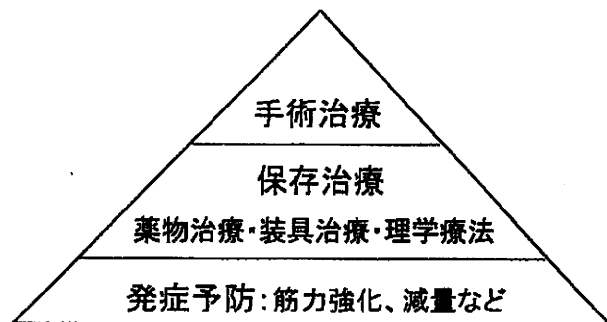 手術治療
保存治療
薬物治療・装具治療・理学療法
発症予防：筋力強化、減量など